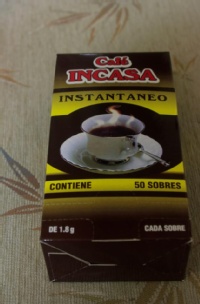 Café
INCASA
INSTANTANEO
CONTIENE 50 SOBRES
DE 1.8 g CADA SOBRE